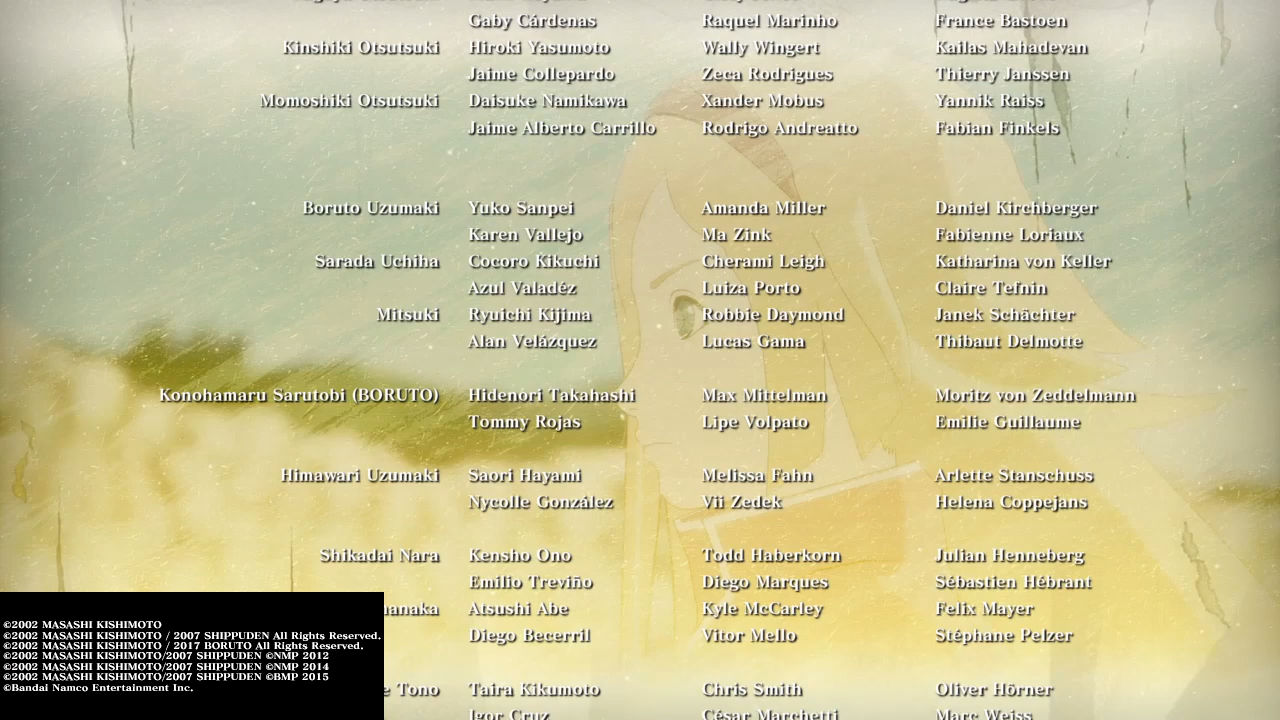 Gaby Cárdenas Raquel Marinho France Bastoen
Kinshiki Otsutsuki Hiroki Yasumoto Wally Wingert Kailas Mahadevan
Jaime Collepardo Zeca Rodrigues Thierry Janssen
Momoshiki Otsutsuki Daisuke Namikawa Xander Mobus Yannik Raiss
Jaime Alberto Carrillo Rodrigo Andreatto Fabian Finkels
Boruto Uzumaki Yuko Sanpei Amanda Miller Daniel Kirchberger
Karen Vallejo Ma Zink Fabienne Loriaux
Sarada Uchiha Cocoro Kikuchi Cherami Leigh Katharina von Keller
Azul Valadéz Luiza Porto Claire Tefnin
Mitsuki Ryuichi Kijima Robbie Daymond Janek Schächter
Alan Velázquez Lucas Gama Thibaut Delmotte
Konohamaru Sarutobi (BORUTO) Hidenori Takahashi Max Mittelman Moritz von Zeddelmann
Tommy Rojas Lipe Volpato Emilie Guillaume
Himawari Uzumaki Saori Hayami Melissa Fahn Arlette Stanschuss
Nycolle González Vii Zedek Helena Coppejans
Shikadai Nara Kensho Ono Todd Haberkorn Julian Henneberg
Emilio Treviño Diego Marques Sébastien Hébrant
Atsushi Abe Kyle McCarley Felix Mayer
Diego Becerril Vitor Mello Stéphane Pelzer
Tono Taira Kikumoto Chris Smith Oliver Hörner
Igor Cruz César Marchetti Marc Weiss
©2002 MASASHI KISHIMOTO
©2002 MASASHI KISHIMOTO / 2007 SHIPPUDEN All Rights Reserved.
©2002 MASASHI KISHIMOTO / 2017 BORUTO All Rights Reserved.
©2002 MASASHI KISHIMOTO/2007 SHIPPUDEN ©NMP 2012
©2002 MASASHI KISHIMOTO/2007 SHIPPUDEN ©NMP 2014
©2002 MASASHI KISHIMOTO/2007 SHIPPUDEN ©BMP 2015
©Bandai Namco Entertainment Inc.